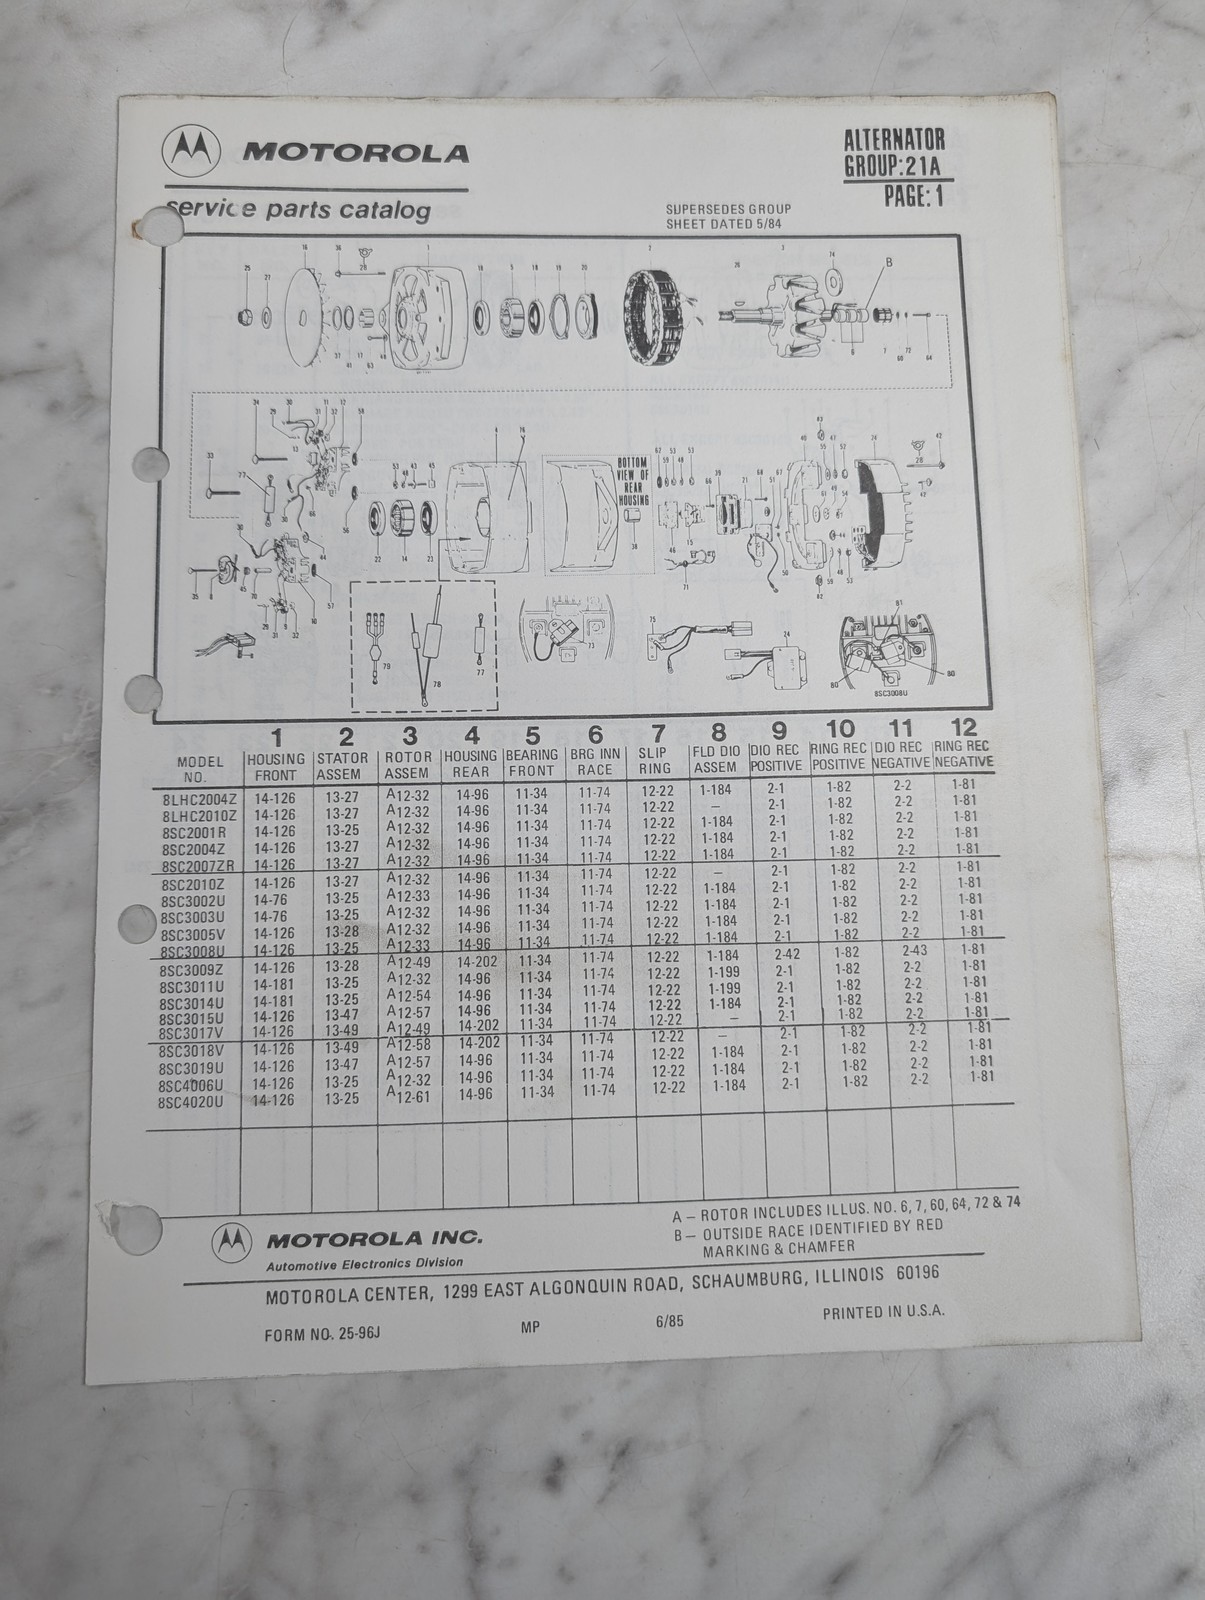 MOTOROLA
service parts catalog
ALTERNATOR
GROUP:21A
PAGE:1
SUPERSEDES GROUP
SHEET DATED 5/84
B
BOTTOM
VIEW OF
REAR
HOUSING
79
78
77
73
75
24
81
80
80
8SC3008U
1 2 3 4 5 6 7 8 9 10 11 12
MODEL NO. HOUSING FRONT STATOR ASSEM ROTOR ASSEM HOUSING REAR BEARING FRONT BRG INN RACE SLIP RING FLD DIO ASSEM DIO REC POSITIVE RING REC POSITIVE DIO REC NEGATIVE RING REC NEGATIVE
8LHC2004Z 14-126 13-27 A12-32 14-96 11-34 11-74 12-22 1-184 2-1 1-82 2-2 1-81
8LHC2010Z 14-126 13-27 A12-32 14-96 11-34 11-74 12-22 – 2-1 1-82 2-2 1-81
8SC2001R 14-126 13-25 A12-32 14-96 11-34 11-74 12-22 1-184 2-1 1-82 2-2 1-81
8SC2004Z 14-126 13-27 A12-32 14-96 11-34 11-74 12-22 1-184 2-1 1-82 2-2 1-81
8SC2007ZR 14-126 13-27 A12-32 14-96 11-34 11-74 12-22 1-184 2-1 1-82 2-2 1-81
8SC2010Z 14-126 13-27 A12-32 14-96 11-34 11-74 12-22 – 2-1 1-82 2-2 1-81
8SC3002U 14-76 13-25 A12-33 14-96 11-34 11-74 12-22 1-184 2-1 1-82 2-2 1-81
8SC3003U 14-76 13-25 A12-32 14-96 11-34 11-74 12-22 1-184 2-1 1-82 2-2 1-81
8SC3005V 14-126 13-28 A12-32 14-96 11-34 11-74 12-22 1-184 2-1 1-82 2-2 1-81
8SC3008U 14-126 13-25 A12-33 14-96 11-34 11-74 12-22 1-184 2-1 1-82 2-2 1-81
8SC3009Z 14-126 13-28 A12-49 14-202 11-34 11-74 12-22 1-184 2-42 1-82 2-43 1-81
8SC3011U 14-181 13-25 A12-32 14-96 11-34 11-74 12-22 1-199 2-1 1-82 2-2 1-81
8SC3014U 14-181 13-25 A12-54 14-96 11-34 11-74 12-22 1-199 2-1 1-82 2-2 1-81
8SC3015U 14-126 13-47 A12-57 14-96 11-34 11-74 12-22 1-184 2-1 1-82 2-2 1-81
8SC3017V 14-126 13-49 A12-49 14-202 11-34 11-74 12-22 – 2-1 1-82 2-2 1-81
8SC3018V 14-126 13-49 A12-58 14-202 11-34 11-74 12-22 – 2-1 1-82 2-2 1-81
8SC3019U 14-126 13-47 A12-57 14-96 11-34 11-74 12-22 1-184 2-1 1-82 2-2 1-81
8SC4006U 14-126 13-25 A12-32 14-96 11-34 11-74 12-22 1-184 2-1 1-82 2-2 1-81
8SC4020U 14-126 13-25 A12-61 14-96 11-34 11-74 12-22 1-184 2-1 1-82 2-2 1-81
A – ROTOR INCLUDES ILLUS. NO. 6, 7, 60, 64, 72 & 74
B – OUTSIDE RACE IDENTIFIED BY RED
MARKING & CHAMFER
MOTOROLA INC.
Automotive Electronics Division
MOTOROLA CENTER, 1299 EAST ALGONQUIN ROAD, SCHAUMBURG, ILLINOIS 60196
FORM NO. 25-96J MP 6/85 PRINTED IN U.S.A.